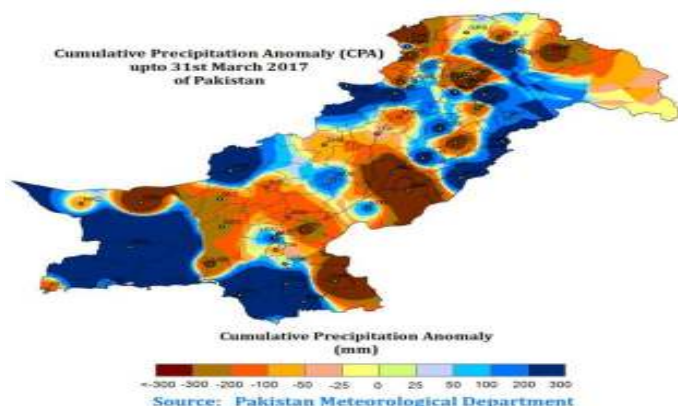 Cumulative Precipitation Anomaly (CPA)
upto 31st March 2017
of Pakistan
Cumulative Precipitation Anomaly
(mm)
<-300 -300 -200 -100 -50 -25 0 25 50 100 200 300
Source: Pakistan Meteorological Department